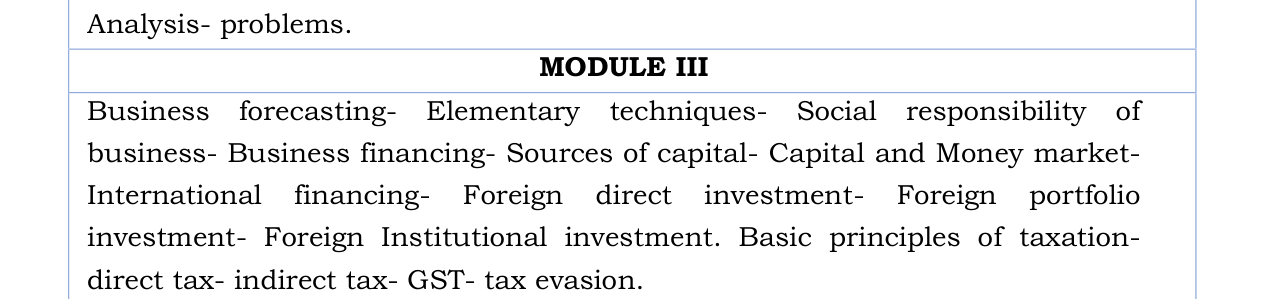 Analysis- problems.
MODULE III
Business forecasting- Elementary techniques- Social responsibility of
business- Business financing- Sources of capital- Capital and Money market-
International financing- Foreign direct investment- Foreign portfolio
investment- Foreign Institutional investment. Basic principles of taxation-
direct tax- indirect tax- GST- tax evasion.